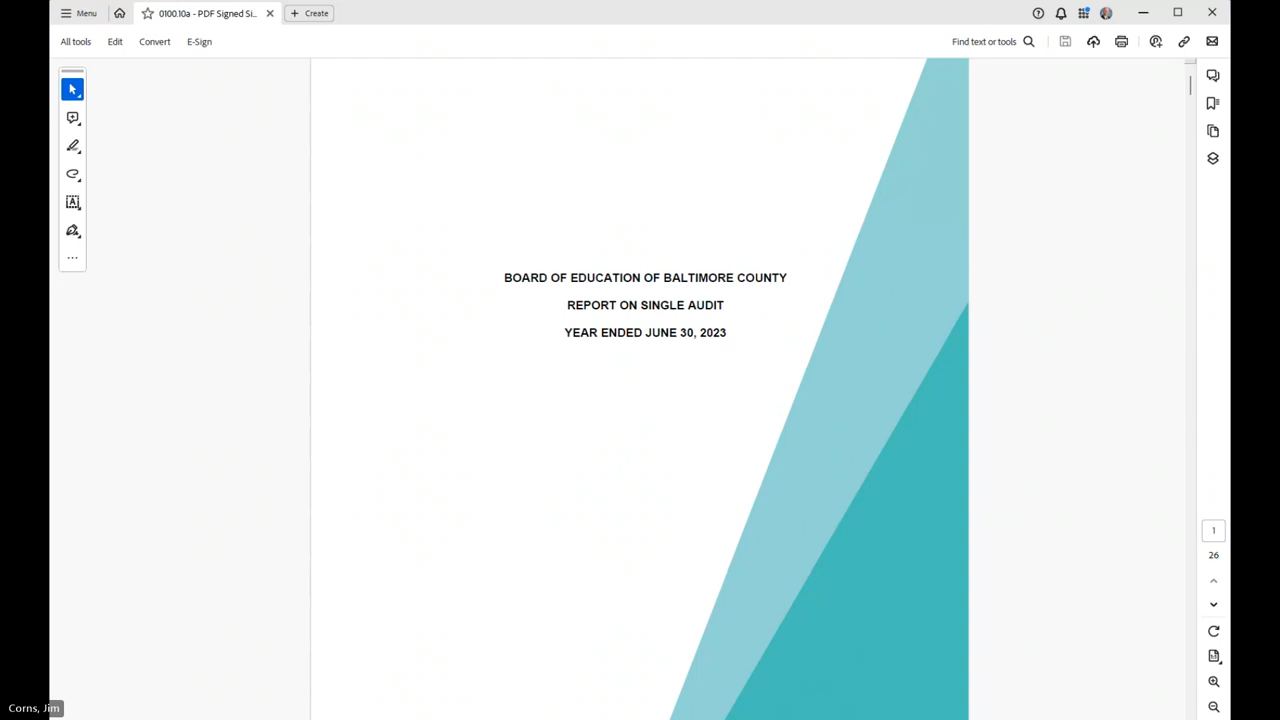 Menu
0100.10a - PDF Signed Si...
Create
All tools
Edit
Convert
E-Sign
Find text or tools
BOARD OF EDUCATION OF BALTIMORE COUNTY
REPORT ON SINGLE AUDIT
YEAR ENDED JUNE 30, 2023
1
26
Corns, Jim